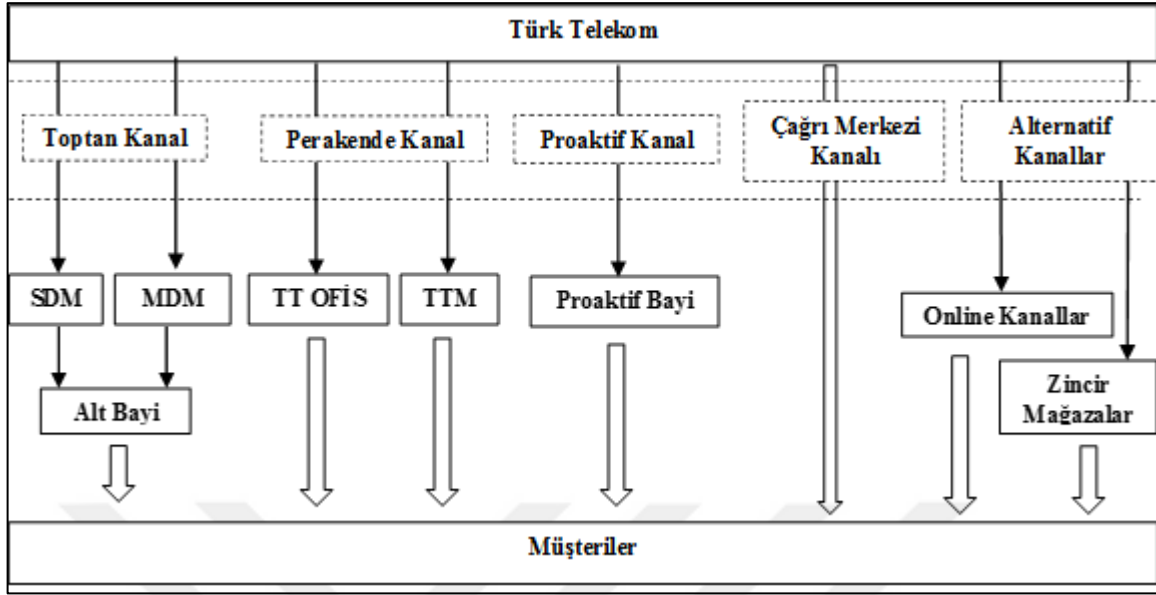 Türk Telekom
Toptan Kanal
Perakende Kanal
Proaktif Kanal
Çağrı Merkezi
Kanalı
Alternatif
Kanallar
SDM
MDM
TT OFİS
TTM
Proaktif Bayi
Online Kanallar
Alt Bayi
Zincir
Mağazalar
Müşteriler